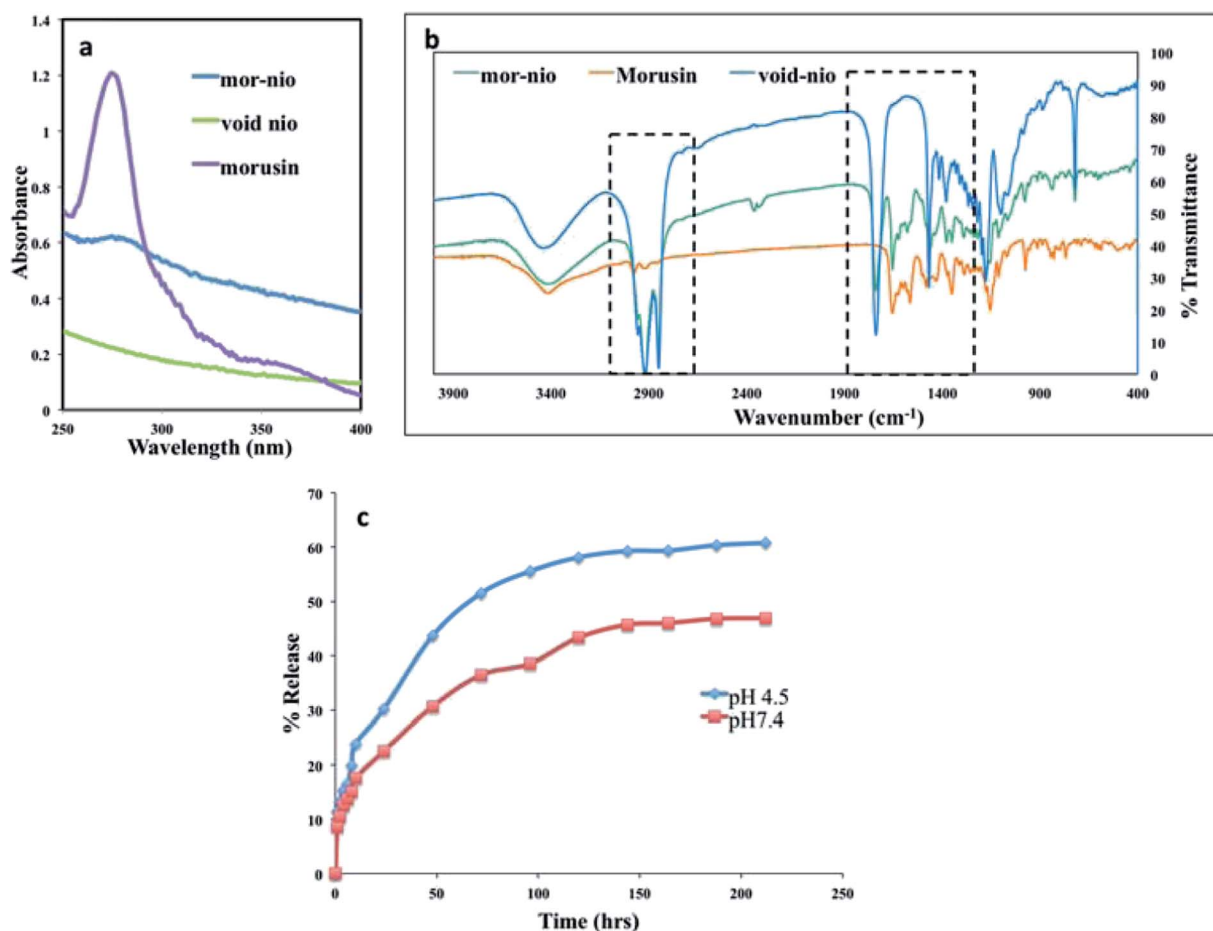 a
1.4
1.2
1
0.8
0.6
0.4
0.2
0
Absorbance
mor-nio
void nio
morusin
250 300 350 400
Wavelength (nm)
b
mor-nio Morusin void-nio
100
90
80
70
60
50
40
30
20
10
0
% Transmittance
3900 3400 2900 2400 1900 1400 900 400
Wavenumber (cm-1)
c
70
60
50
40
30
20
10
0
% Release
pH 4.5
pH7.4
0 50 100 150 200 250
Time (hrs)